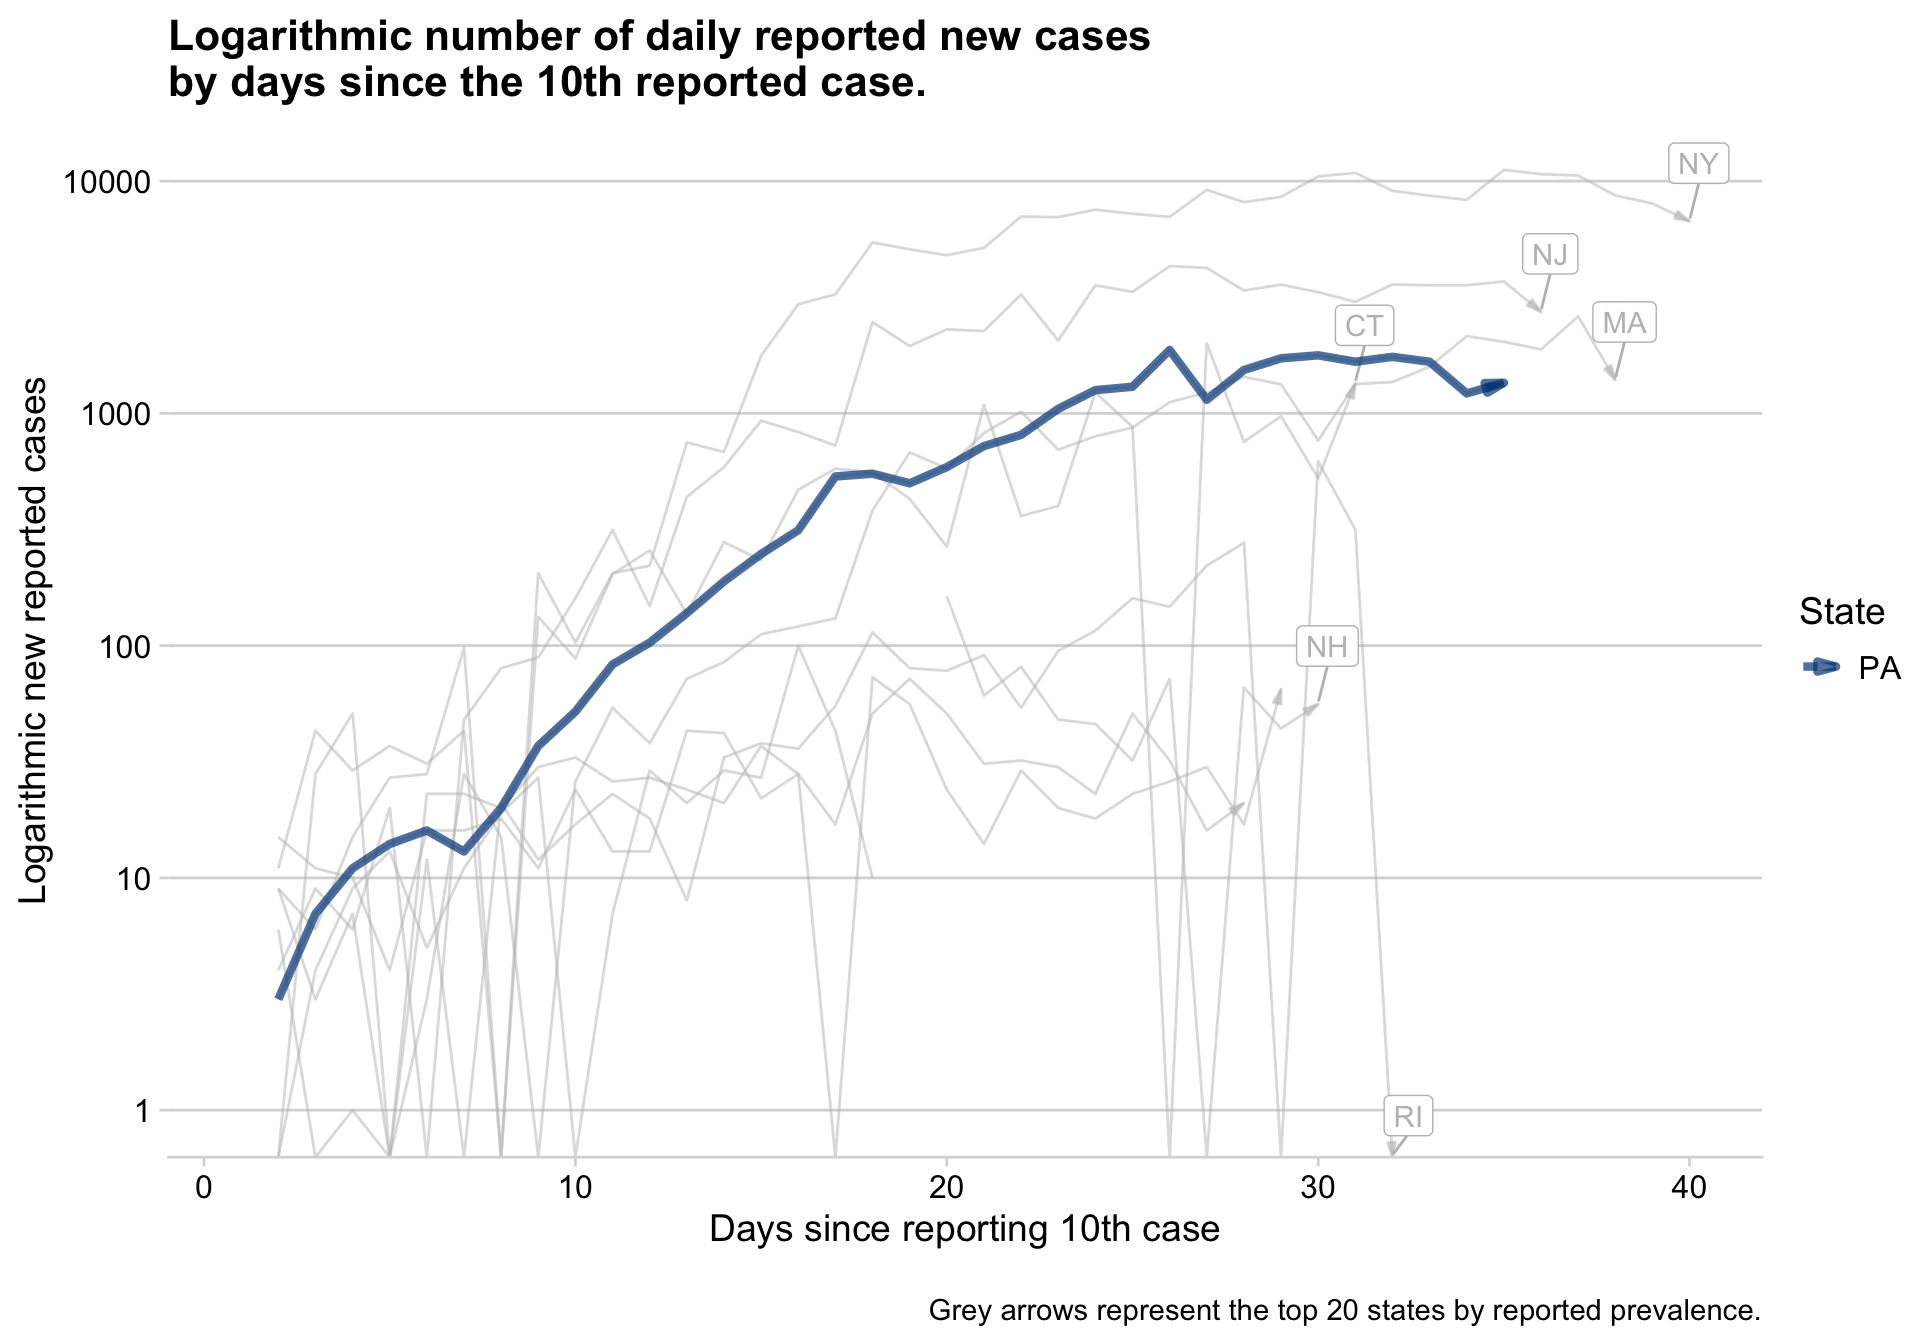 Logarithmic number of daily reported new cases
by days since the 10th reported case.
10000
1000
100
10
1
Logarithmic new reported cases
NY
NJ
MA
CT
NH
RI
State
PA
0 10 20 30 40
Days since reporting 10th case
Grey arrows represent the top 20 states by reported prevalence.